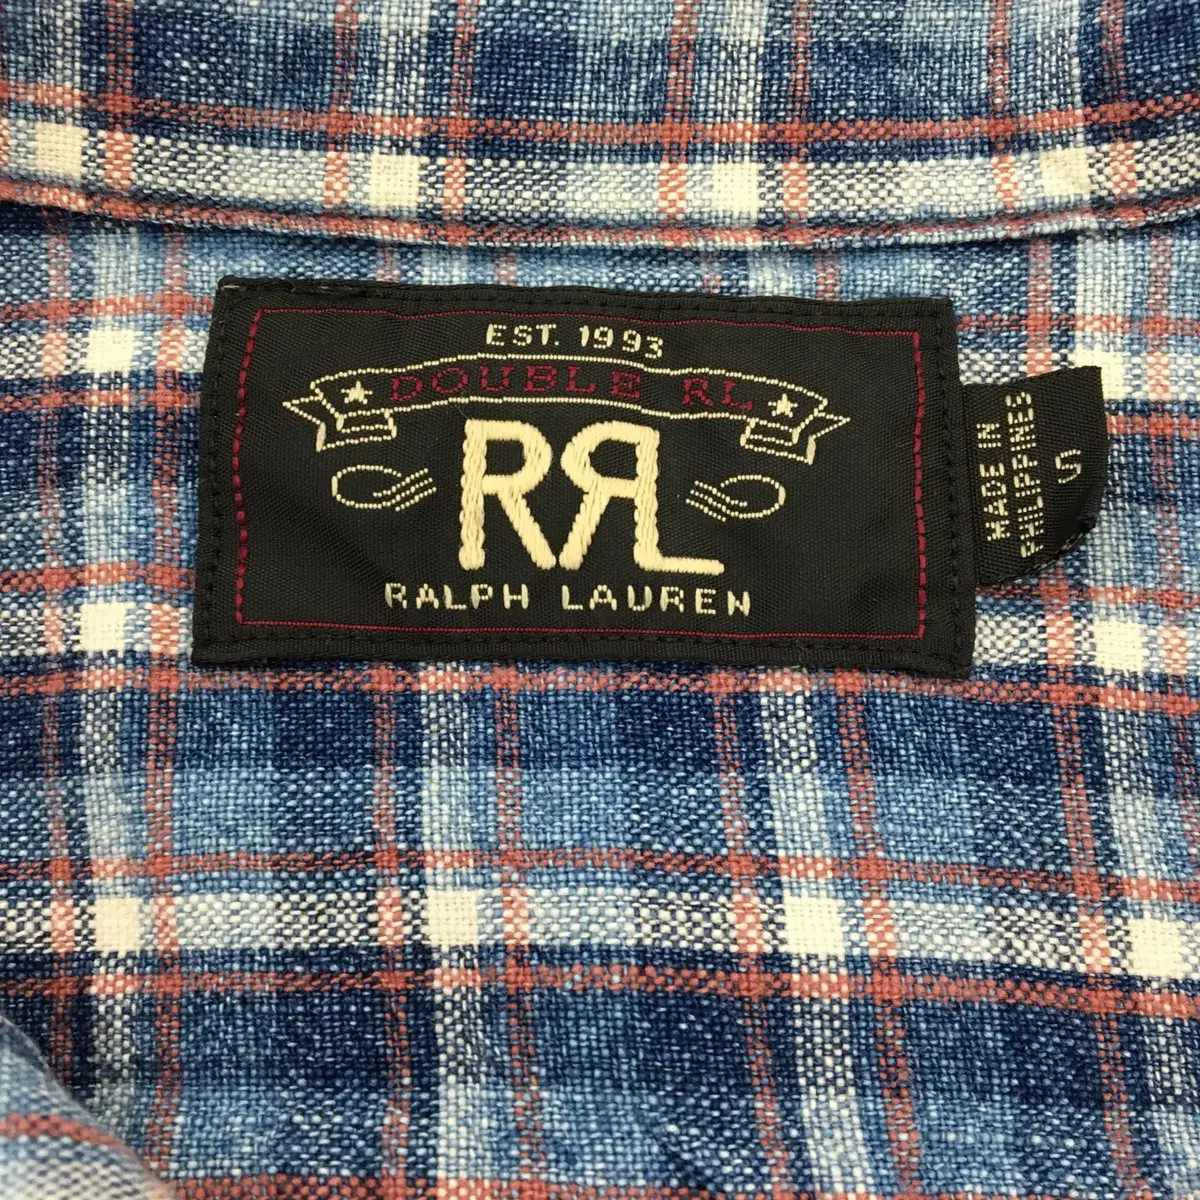 EST. 1993
DOUBLE RL
RRL
RALPH LAUREN
MADE IN
PHILIPPINES
S